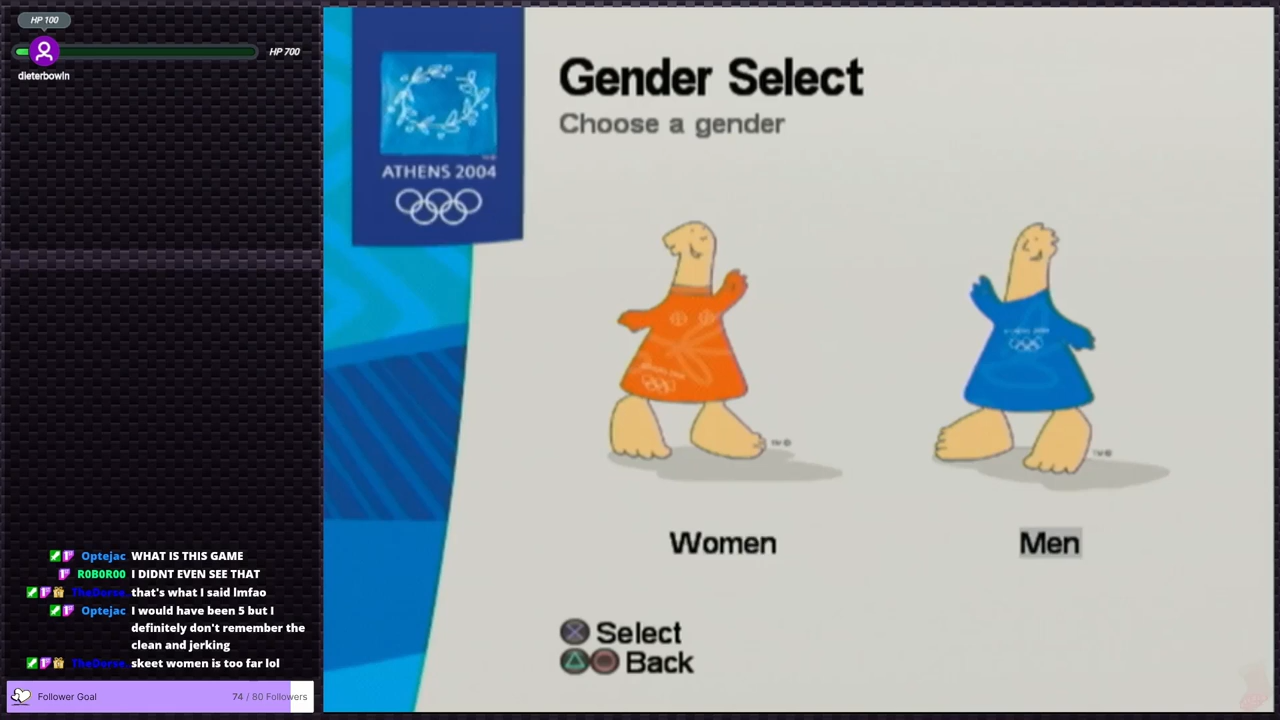 HP 100
HP 700
dieterbowln
Gender Select
Choose a gender
ATHENS 2004
Women
Men
Select
Back
Optejac WHAT IS THIS GAME
R0B0R00 I DIDNT EVEN SEE THAT
TheDorse that's what I said lmfao
Optejac I would have been 5 but I
definitely don't remember the
clean and jerking
TheDorse skeet women is too far lol
Follower Goal 74 / 80 Followers